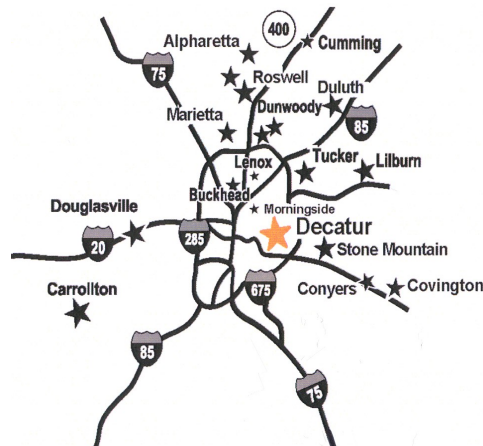 400
Alpharetta
Cumming
75
Roswell
Duluth
Dunwoody
Marietta
85
Lenox
Tucker
Lilburn
Buckhead
Morningside
Douglasville
Decatur
285
20
Stone Mountain
Carrollton
675
Conyers
Covington
85
75